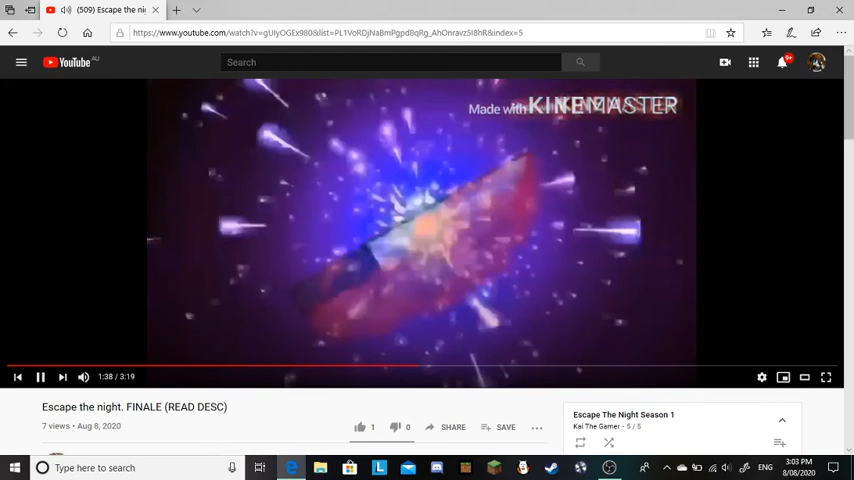 (509) Escape the nig
https://www.youtube.com/watch?v=gUIyOGEx980&list=PL1VoRDjNaBmPgpd8qRg_AhOnravz5I8hR&index=5
YouTube AU
Search
9+
Made with KINEMASTER
1:38 / 3:19
Escape the night. FINALE (READ DESC)
7 views • Aug 8, 2020
1
0
SHARE
SAVE
Escape The Night Season 1
Kai The Gamer - 5 / 5
Type here to search
ENG
3:03 PM
8/08/2020